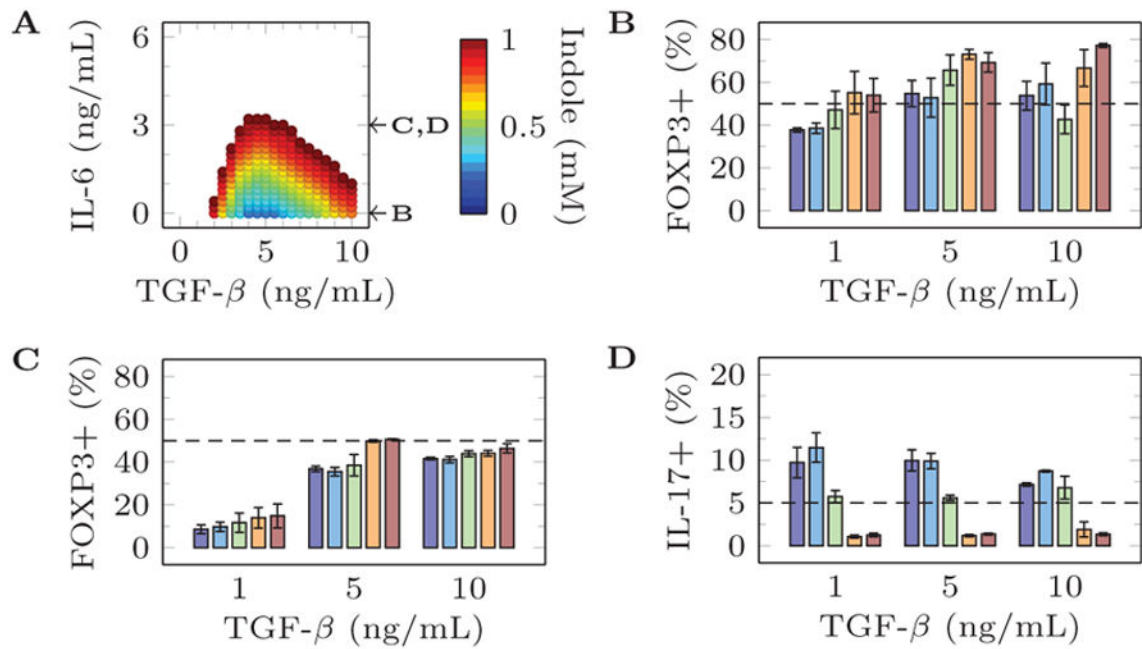 A
IL-6 (ng/mL)
6
3
0
0 5 10
TGF-β (ng/mL)
C,D
B
1
0.5
0
Indole (mM)
B
FOXP3+ (%)
80
60
40
20
0
1 5 10
TGF-β (ng/mL)
C
FOXP3+ (%)
80
60
40
20
0
1 5 10
TGF-β (ng/mL)
D
IL-17+ (%)
20
15
10
5
0
1 5 10
TGF-β (ng/mL)